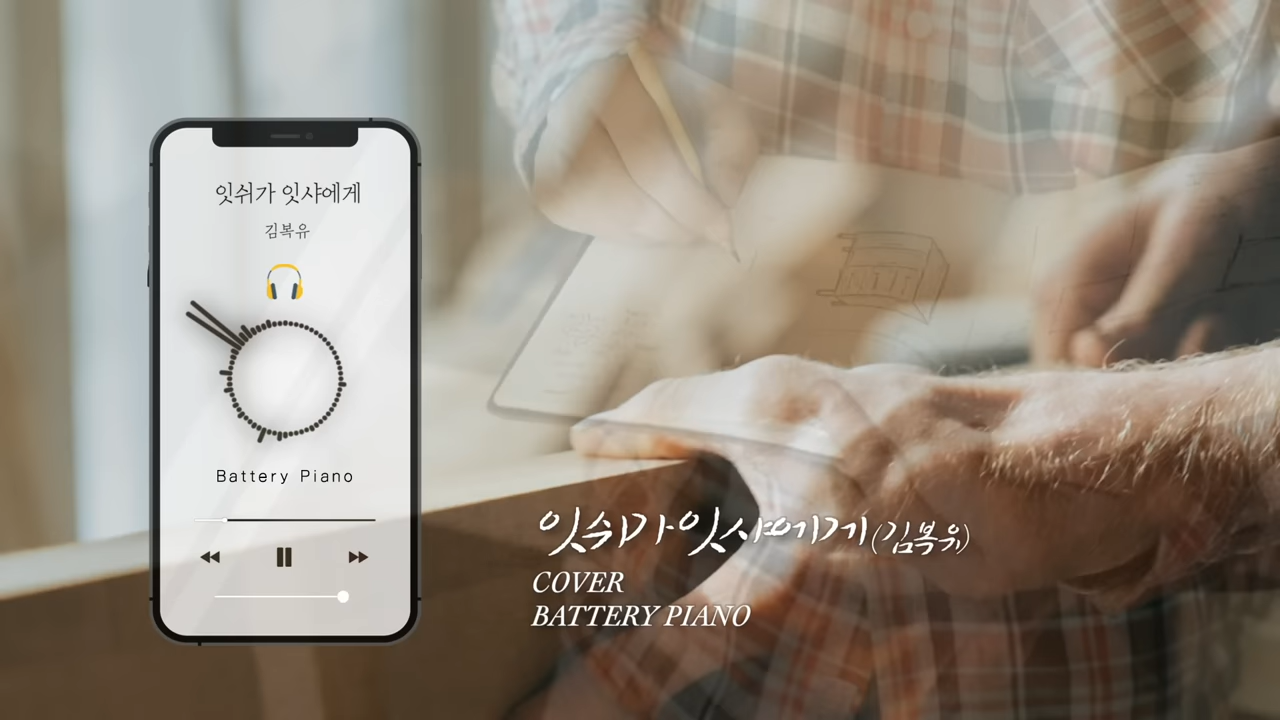 잇쉬가 잇샤에게
김복유
Battery Piano
잇쉬가 잇샤에게(김복유)
COVER
BATTERY PIANO